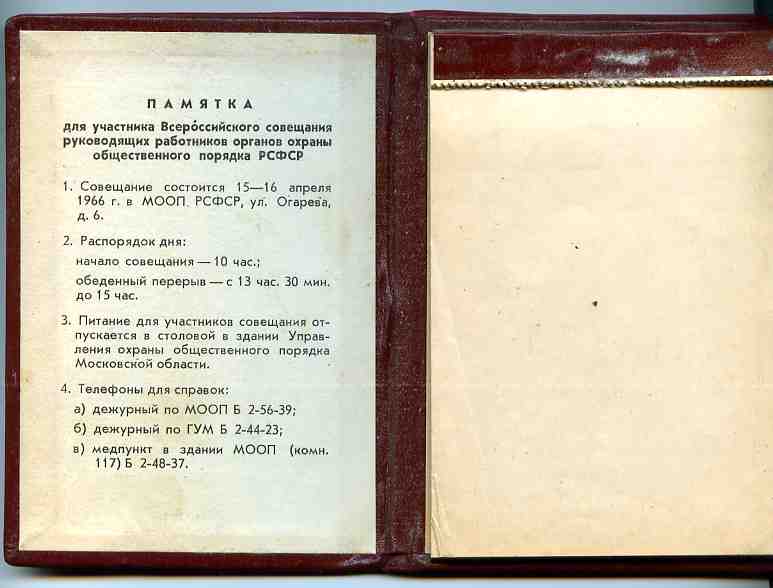 ПАМЯТКА
для участника Всеро́ссийского совещания
руководящих работников органов охраны
общественного порядка РСФСР
1. Совещание состоится 15—16 апреля
1966 г. в МООП РСФСР, ул. Огарева,
д. 6.
2. Распорядок дня:
начало совещания — 10 час.;
обеденный перерыв — с 13 час. 30 мин.
до 15 час.
3. Питание для участников совещания от-
пускается в столовой в здании Управ-
ления охраны общественного порядка
Московской области.
4. Телефоны для справок:
а) дежурный по МООП Б 2-56-39;
б) дежурный по ГУМ Б 2-44-23;
в) медпункт в здании МООП (комн.
117) Б 2-48-37.